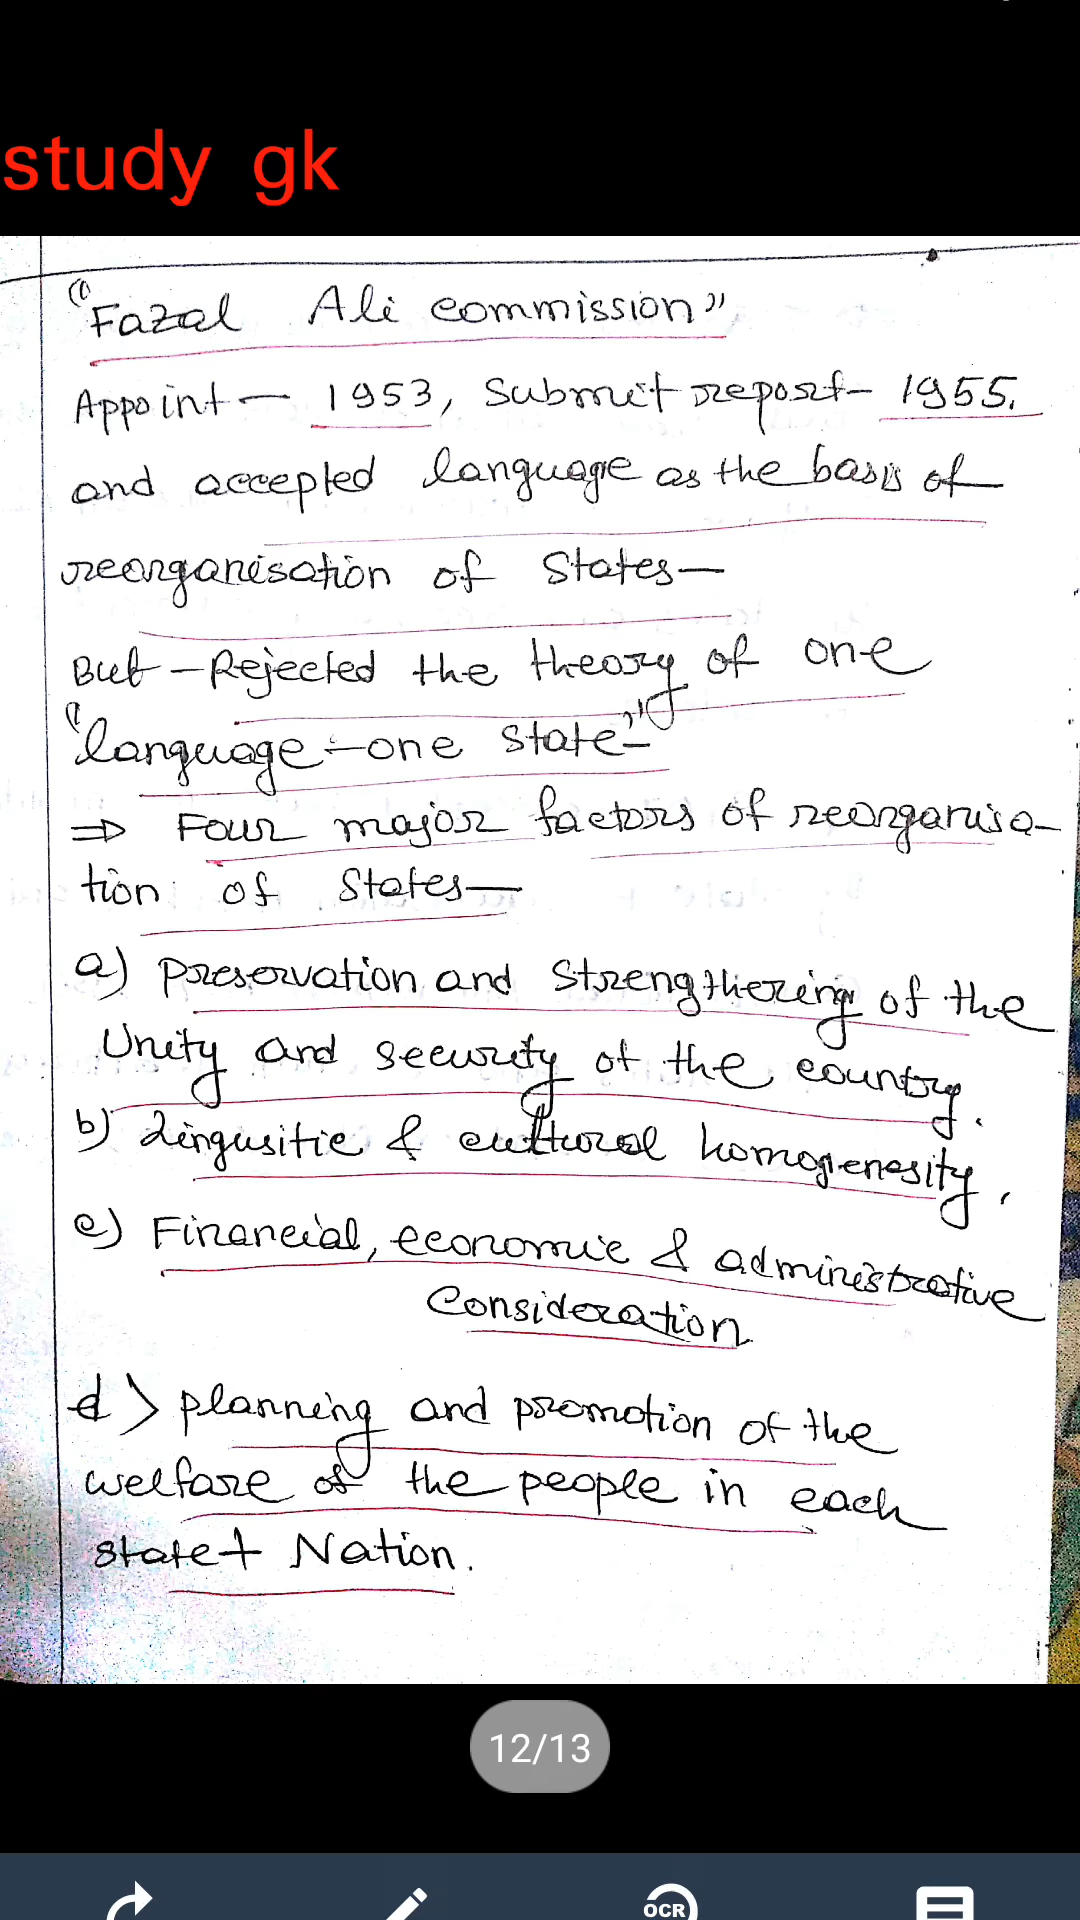 study gk
"Fazal Ali commission"
Appoint— 1953, Submit report— 1955.
and accepted language as the basis of
reorganisation of States—
But — Rejected the theory of one
"language—one state"—
⇒ Four major factors of reorganisa-
tion of States—
a) Preservation and Strengthering of the
Unity and security of the country.
b) Lingusitic & cultural homogenesity,
c) Financial, economic & administrative
Consideration
d) planning and promotion of the
welfare of the people in each
state + Nation.
12/13
OCR